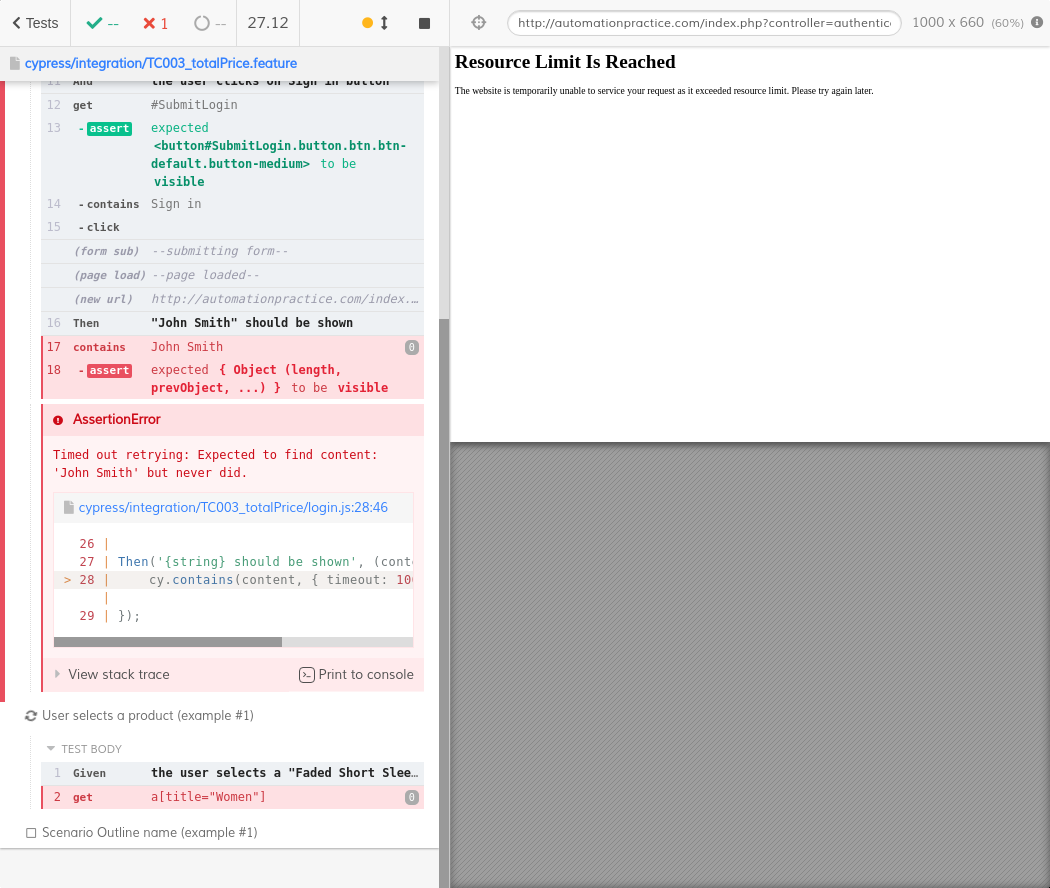 Tests
--
1
--
27.12
http://automationpractice.com/index.php?controller=authentic
1000 x 660 (60%)
cypress/integration/TC003_totalPrice.feature
11 And the user clicks on Sign in button
12 get #SubmitLogin
13 -assert expected
<button#SubmitLogin.button.btn.btn-
default.button-medium> to be
visible
14 -contains Sign in
15 -click
(form sub) --submitting form--
(page load) --page loaded--
(new url) http://automationpractice.com/index.…
16 Then "John Smith" should be shown
17 contains John Smith 0
18 -assert expected { Object (length,
prevObject, ...) } to be visible
AssertionError
Timed out retrying: Expected to find content:
'John Smith' but never did.
cypress/integration/TC003_totalPrice/login.js:28:46
26 |
27 | Then('{string} should be shown', (cont
> 28 | cy.contains(content, { timeout: 10
|
29 | });
View stack trace
Print to console
User selects a product (example #1)
TEST BODY
1 Given the user selects a "Faded Short Slee…
2 get a[title="Women"] 0
Scenario Outline name (example #1)
Resource Limit Is Reached
The website is temporarily unable to service your request as it exceeded resource limit. Please try again later.